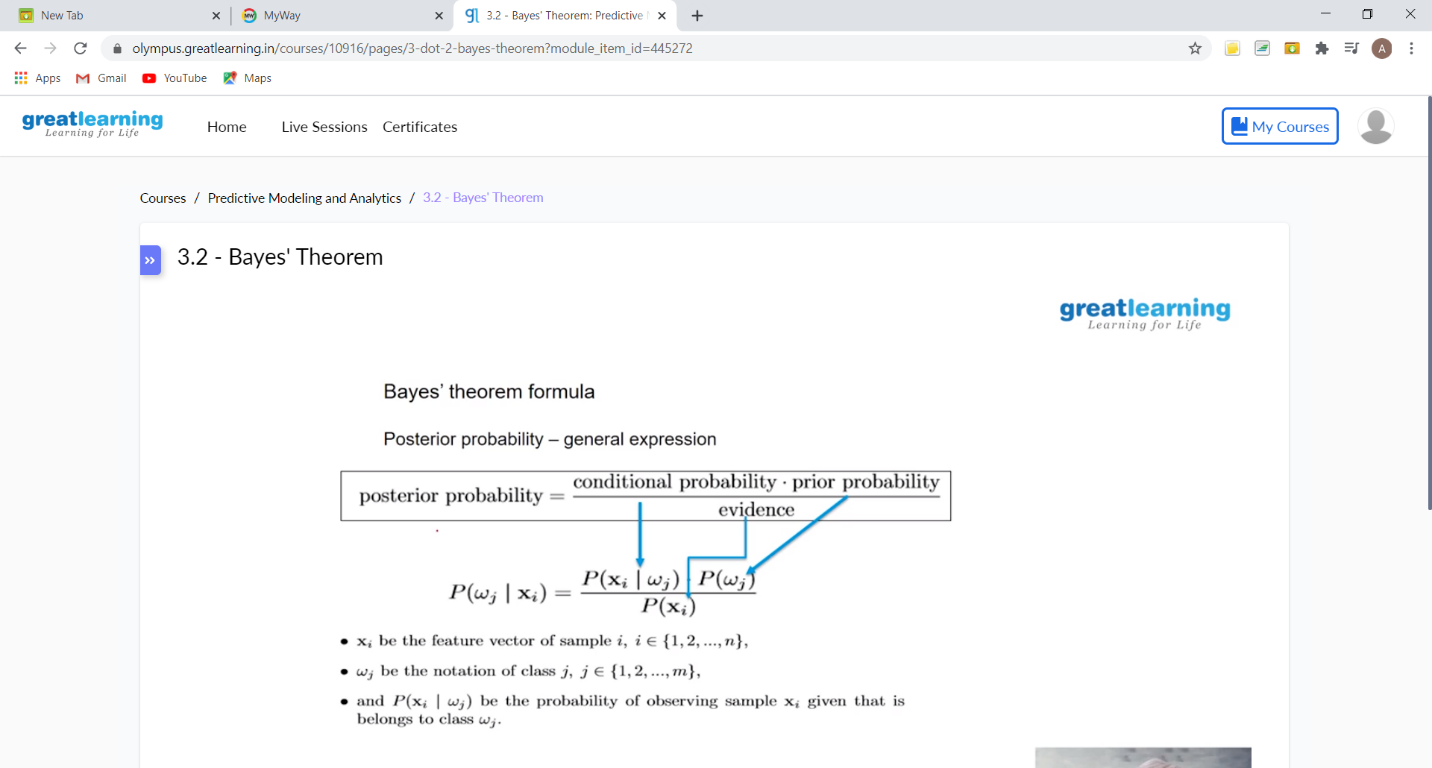 New Tab
MyWay
3.2 - Bayes' Theorem: Predictive
olympus.greatlearning.in/courses/10916/pages/3-dot-2-bayes-theorem?module_item_id=445272
A
Apps Gmail YouTube Maps
greatlearning
Learning for Life
Home Live Sessions Certificates
My Courses
Courses / Predictive Modeling and Analytics / 3.2 - Bayes' Theorem
» 3.2 - Bayes' Theorem
greatlearning
Learning for Life
Bayes’ theorem formula
Posterior probability – general expression
posterior probability = conditional probability · prior probability
evidence
P(ωj | xi) = P(xi | ωj) · P(ωj)
P(xi)
• xi be the feature vector of sample i, i ∈ {1, 2, ..., n},
• ωj be the notation of class j, j ∈ {1, 2, ..., m},
• and P(xi | ωj) be the probability of observing sample xi given that is
belongs to class ωj.